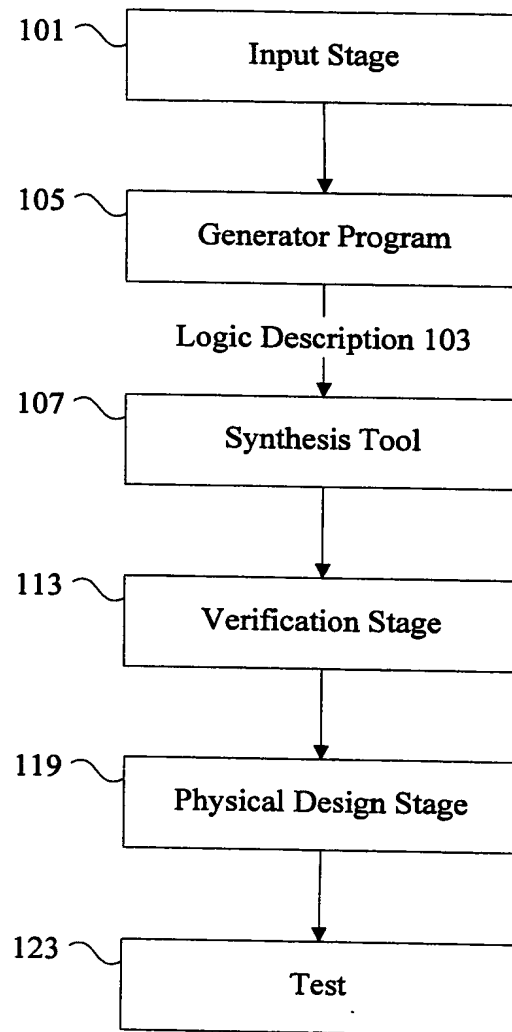 101
Input Stage
105
Generator Program
Logic Description 103
107
Synthesis Tool
113
Verification Stage
119
Physical Design Stage
123
Test